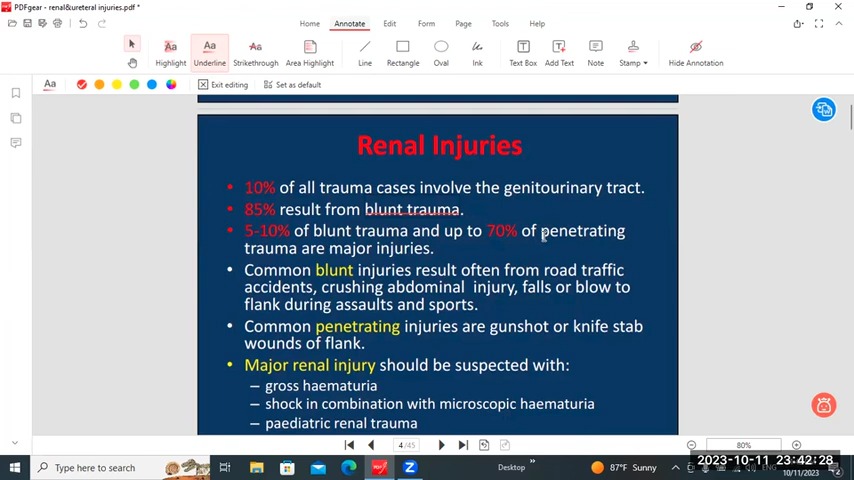 PDFgear - renal&ureteral injuries.pdf *
Home Annotate Edit Form Page Tools Help
Highlight Underline Strikethrough Area Highlight Line Rectangle Oval Ink Text Box Add Text Note Stamp Hide Annotation
Exit editing Set as default
Renal Injuries
• 10% of all trauma cases involve the genitourinary tract.
• 85% result from blunt trauma.
• 5-10% of blunt trauma and up to 70% of penetrating
trauma are major injuries.
• Common blunt injuries result often from road traffic
accidents, crushing abdominal injury, falls or blow to
flank during assaults and sports.
• Common penetrating injuries are gunshot or knife stab
wounds of flank.
• Major renal injury should be suspected with:
– gross haematuria
– shock in combination with microscopic haematuria
– paediatric renal trauma
4 /45
80%
Type here to search
Desktop
87°F Sunny
2023-10-11 23:42:28
10/11/2023